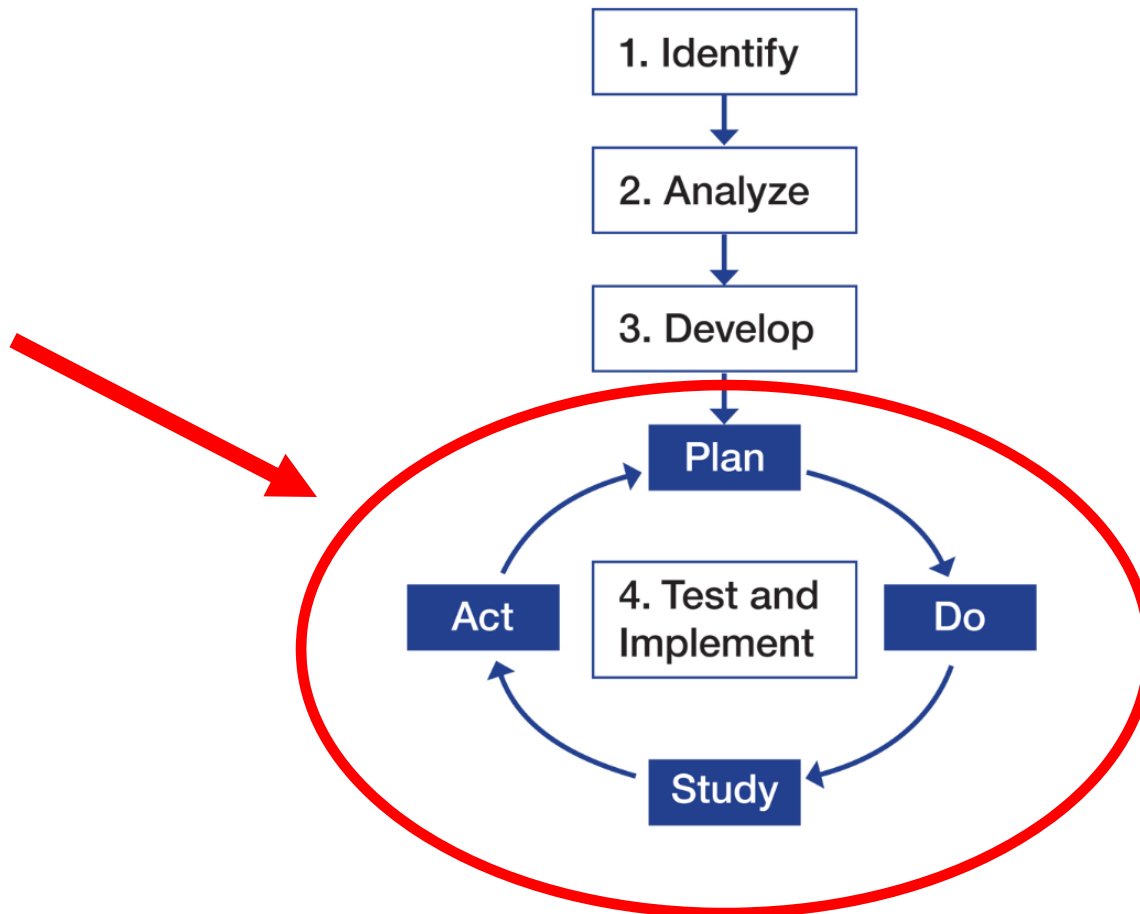 1. Identify
2. Analyze
3. Develop
Plan
Act
4. Test and
Implement
Do
Study